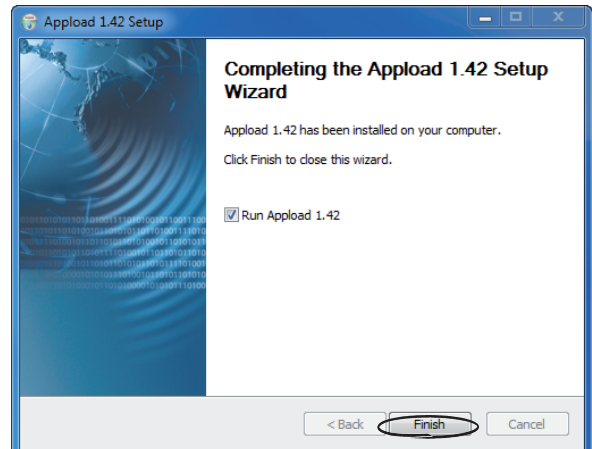 Appload 1.42 Setup
Completing the Appload 1.42 Setup
Wizard
Appload 1.42 has been installed on your computer.
Click Finish to close this wizard.
Run Appload 1.42
< Back
Finish
Cancel